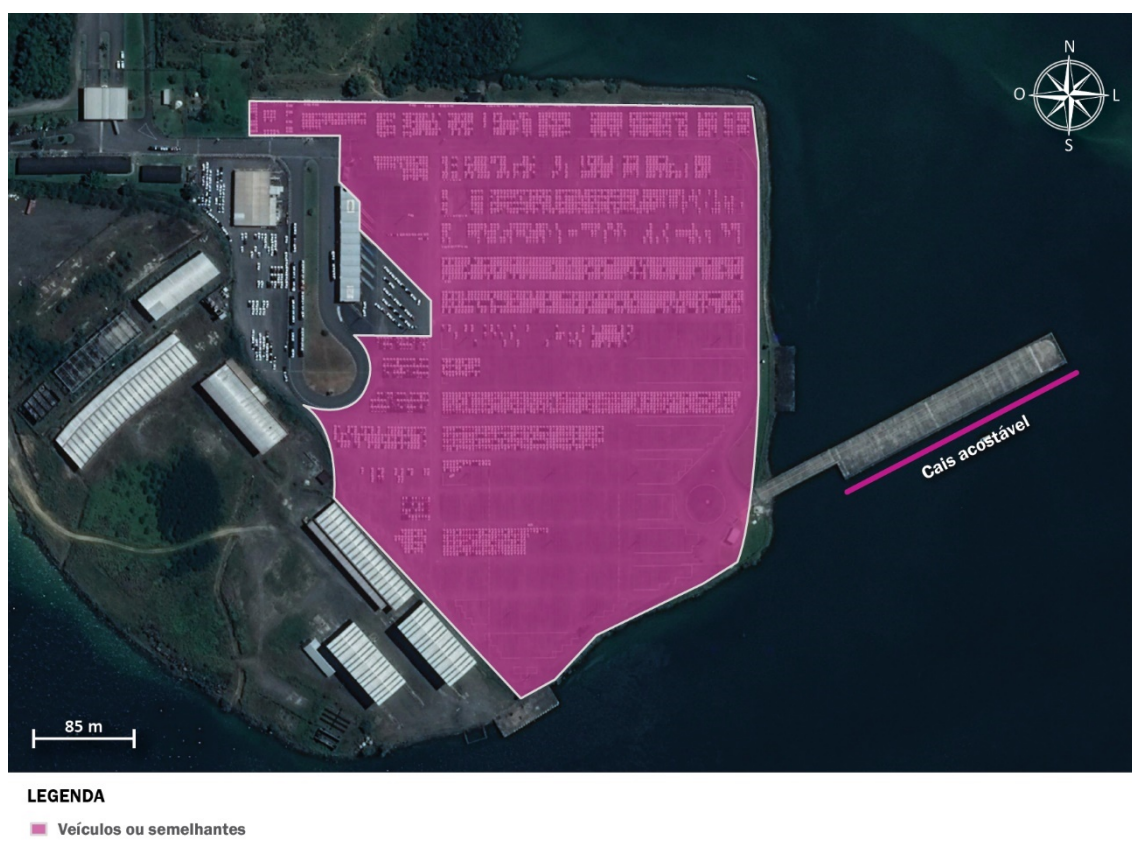 N
O L
S
Cais acostável
85 m
LEGENDA
Veículos ou semelhantes